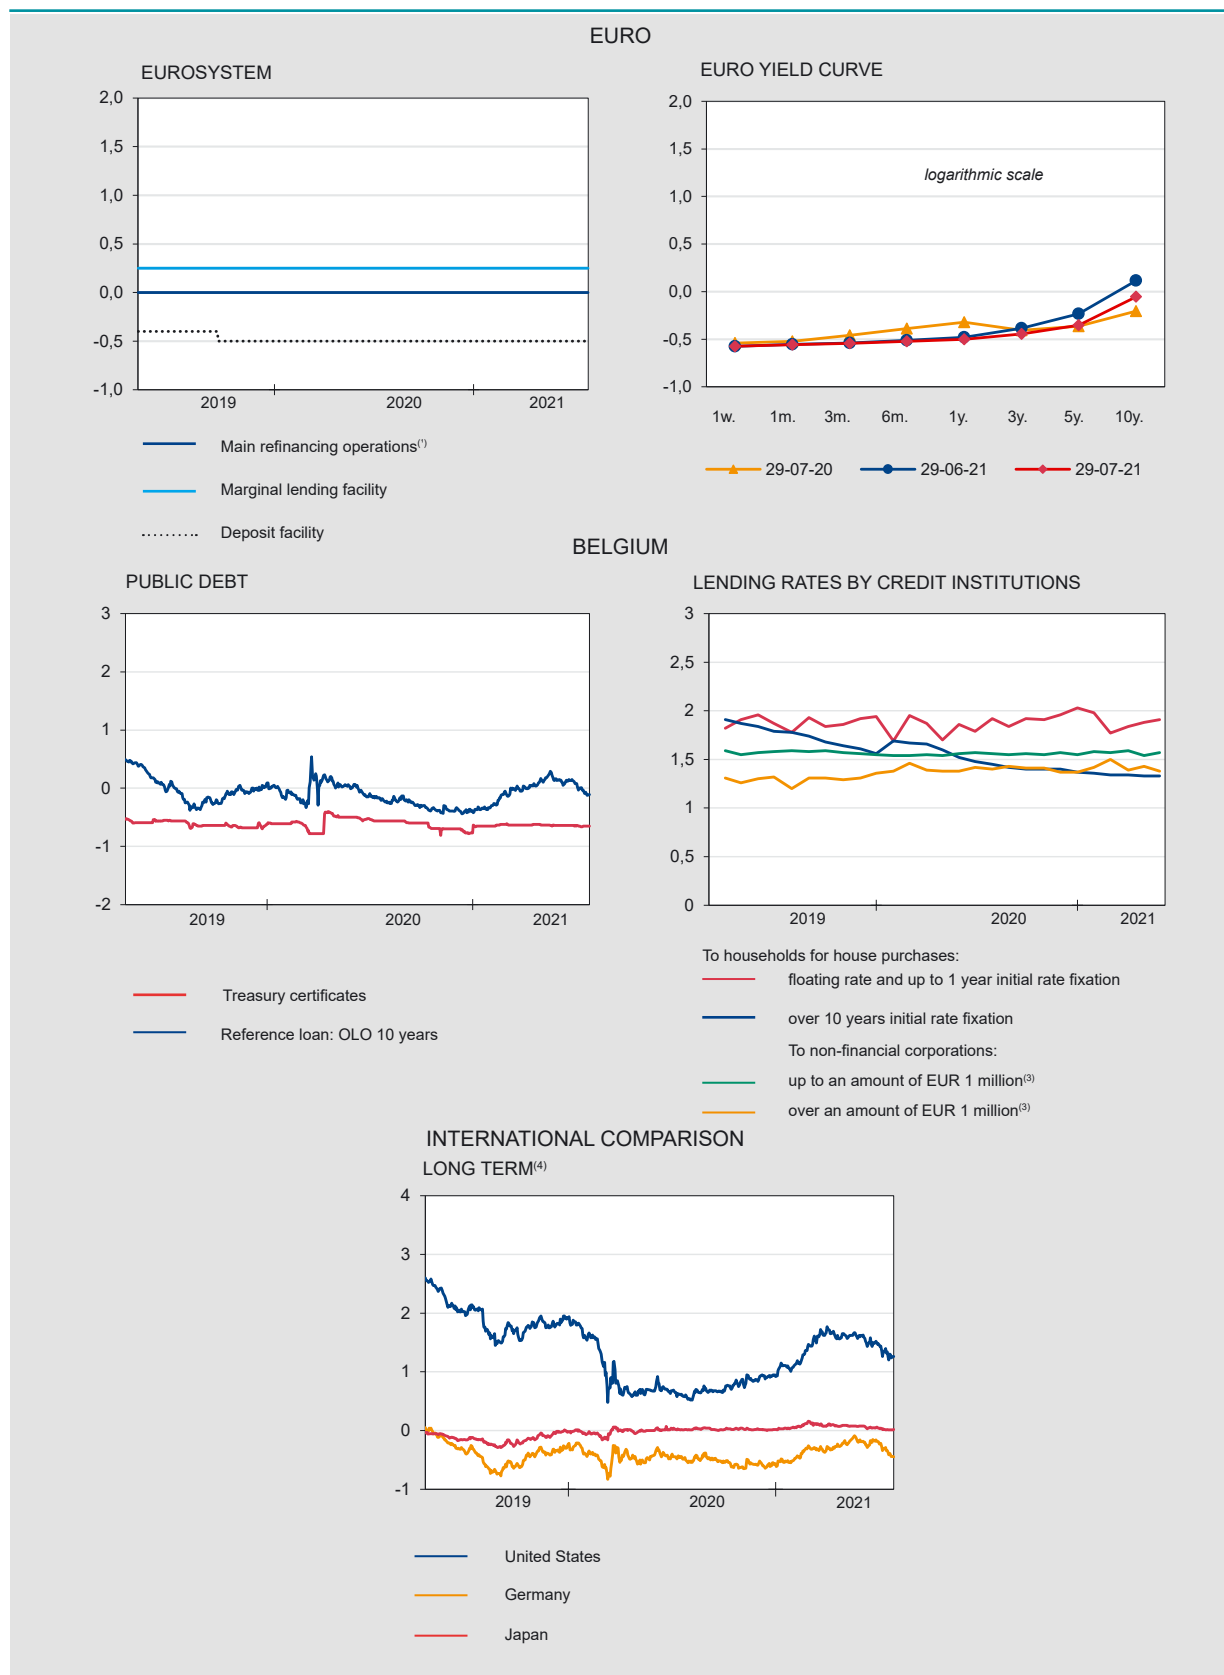 EURO
EUROSYSTEM
2,0
1,5
1,0
0,5
0,0
-0,5
-1,0
2019 2020 2021
Main refinancing operations(¹)
Marginal lending facility
Deposit facility
EURO YIELD CURVE
2,0
1,5
1,0
0,5
0,0
-0,5
-1,0
logarithmic scale
1w. 1m. 3m. 6m. 1y. 3y. 5y. 10y.
29-07-20 29-06-21 29-07-21
BELGIUM
PUBLIC DEBT
3
2
1
0
-1
-2
2019 2020 2021
Treasury certificates
Reference loan: OLO 10 years
LENDING RATES BY CREDIT INSTITUTIONS
3
2,5
2
1,5
1
0,5
0
2019 2020 2021
To households for house purchases:
floating rate and up to 1 year initial rate fixation
over 10 years initial rate fixation
To non-financial corporations:
up to an amount of EUR 1 million(3)
over an amount of EUR 1 million(3)
INTERNATIONAL COMPARISON
LONG TERM(4)
4
3
2
1
0
-1
2019 2020 2021
United States
Germany
Japan